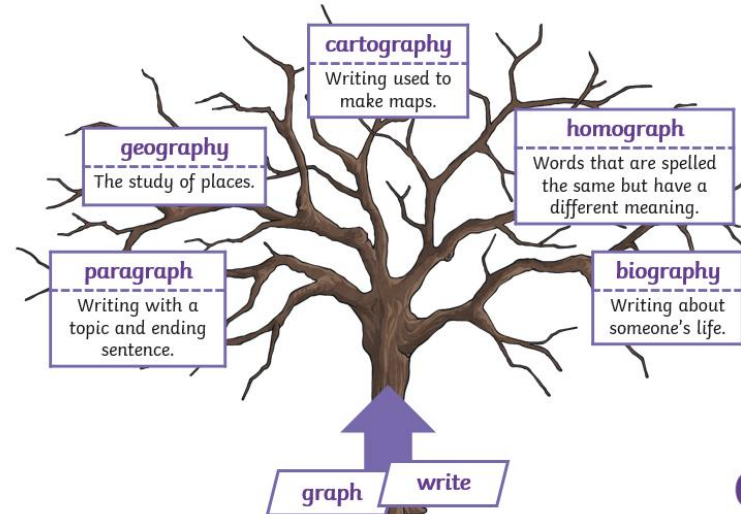 cartography
Writing used to
make maps.
geography
The study of places.
homograph
Words that are spelled
the same but have a
different meaning.
paragraph
Writing with a
topic and ending
sentence.
biography
Writing about
someone's life.
graph
write